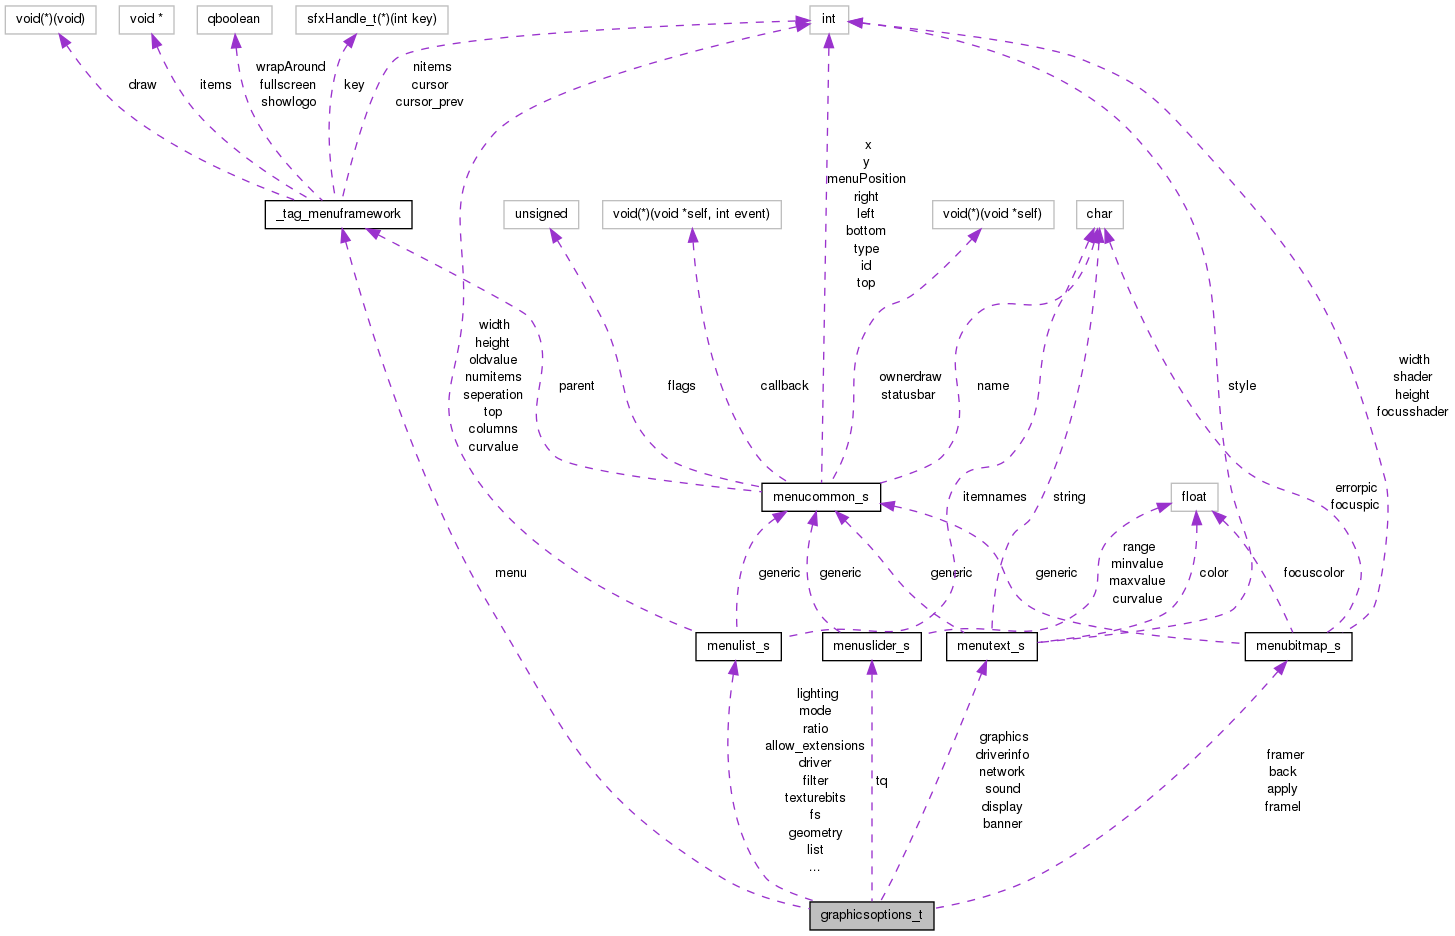 void(*)(void)
void *
qboolean
sfxHandle_t(*)(int key)
int
draw
items
wrapAround
fullscreen
showlogo
key
nitems
cursor
cursor_prev
x
y
menuPosition
right
left
bottom
type
id
top
_tag_menuframework
unsigned
void(*)(void *self, int event)
void(*)(void *self)
char
width
height
oldvalue
numitems
seperation
top
columns
curvalue
parent
flags
callback
ownerdraw
statusbar
name
style
width
shader
height
focusshader
menucommon_s
itemnames
string
float
errorpic
focuspic
menu
generic
generic
generic
generic
range
minvalue
maxvalue
curvalue
color
focuscolor
menulist_s
menuslider_s
menutext_s
menubitmap_s
lighting
mode
ratio
allow_extensions
driver
filter
texturebits
fs
geometry
list
...
tq
graphics
driverinfo
network
sound
display
banner
framer
back
apply
framel
graphicsoptions_t